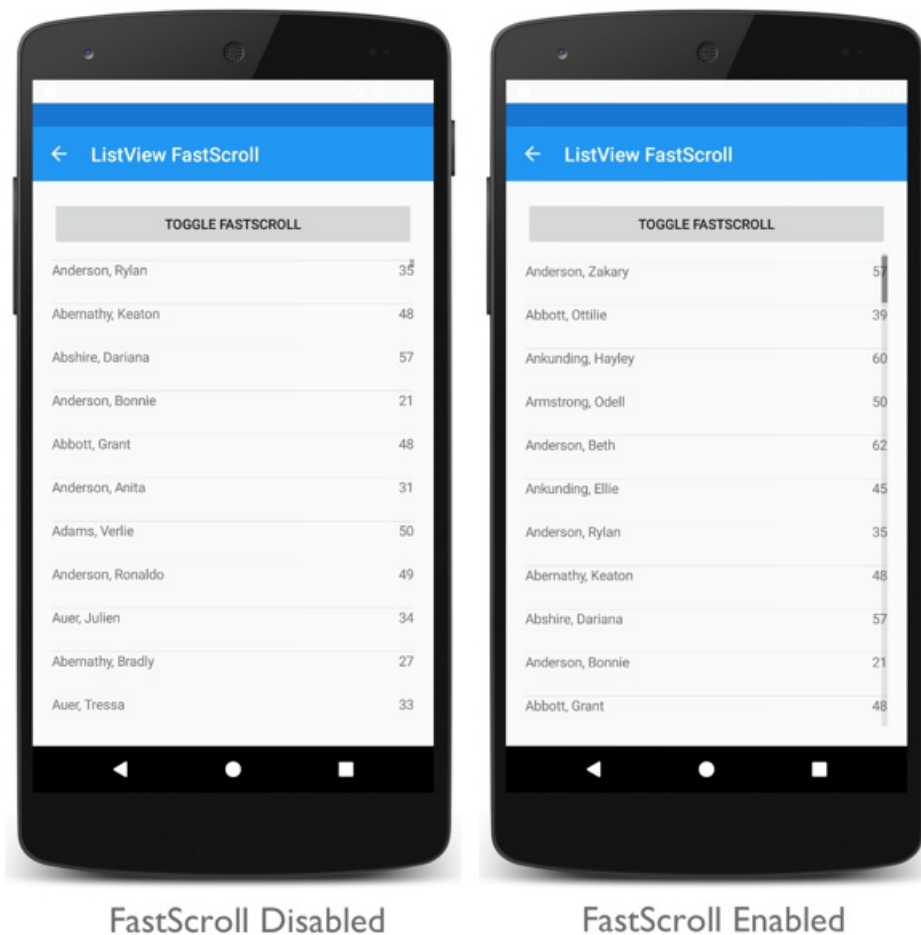 ListView FastScroll
TOGGLE FASTSCROLL
Anderson, Rylan 35
Abernathy, Keaton 48
Abshire, Dariana 57
Anderson, Bonnie 21
Abbott, Grant 48
Anderson, Anita 31
Adams, Verlie 50
Anderson, Ronaldo 49
Auer, Julien 34
Abernathy, Bradly 27
Auer, Tressa 33
FastScroll Disabled
ListView FastScroll
TOGGLE FASTSCROLL
Anderson, Zakary 57
Abbott, Ottilie 39
Ankunding, Hayley 60
Armstrong, Odell 50
Anderson, Beth 62
Ankunding, Ellie 45
Anderson, Rylan 35
Abernathy, Keaton 48
Abshire, Dariana 57
Anderson, Bonnie 21
Abbott, Grant 48
FastScroll Enabled